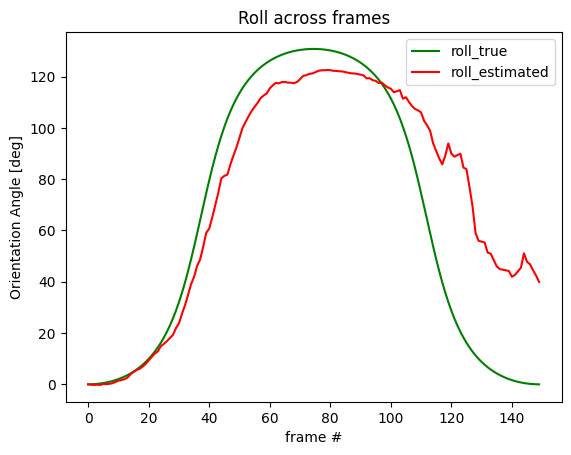 Roll across frames
roll_true
roll_estimated
Orientation Angle [deg]
120
100
80
60
40
20
0
0 20 40 60 80 100 120 140
frame #